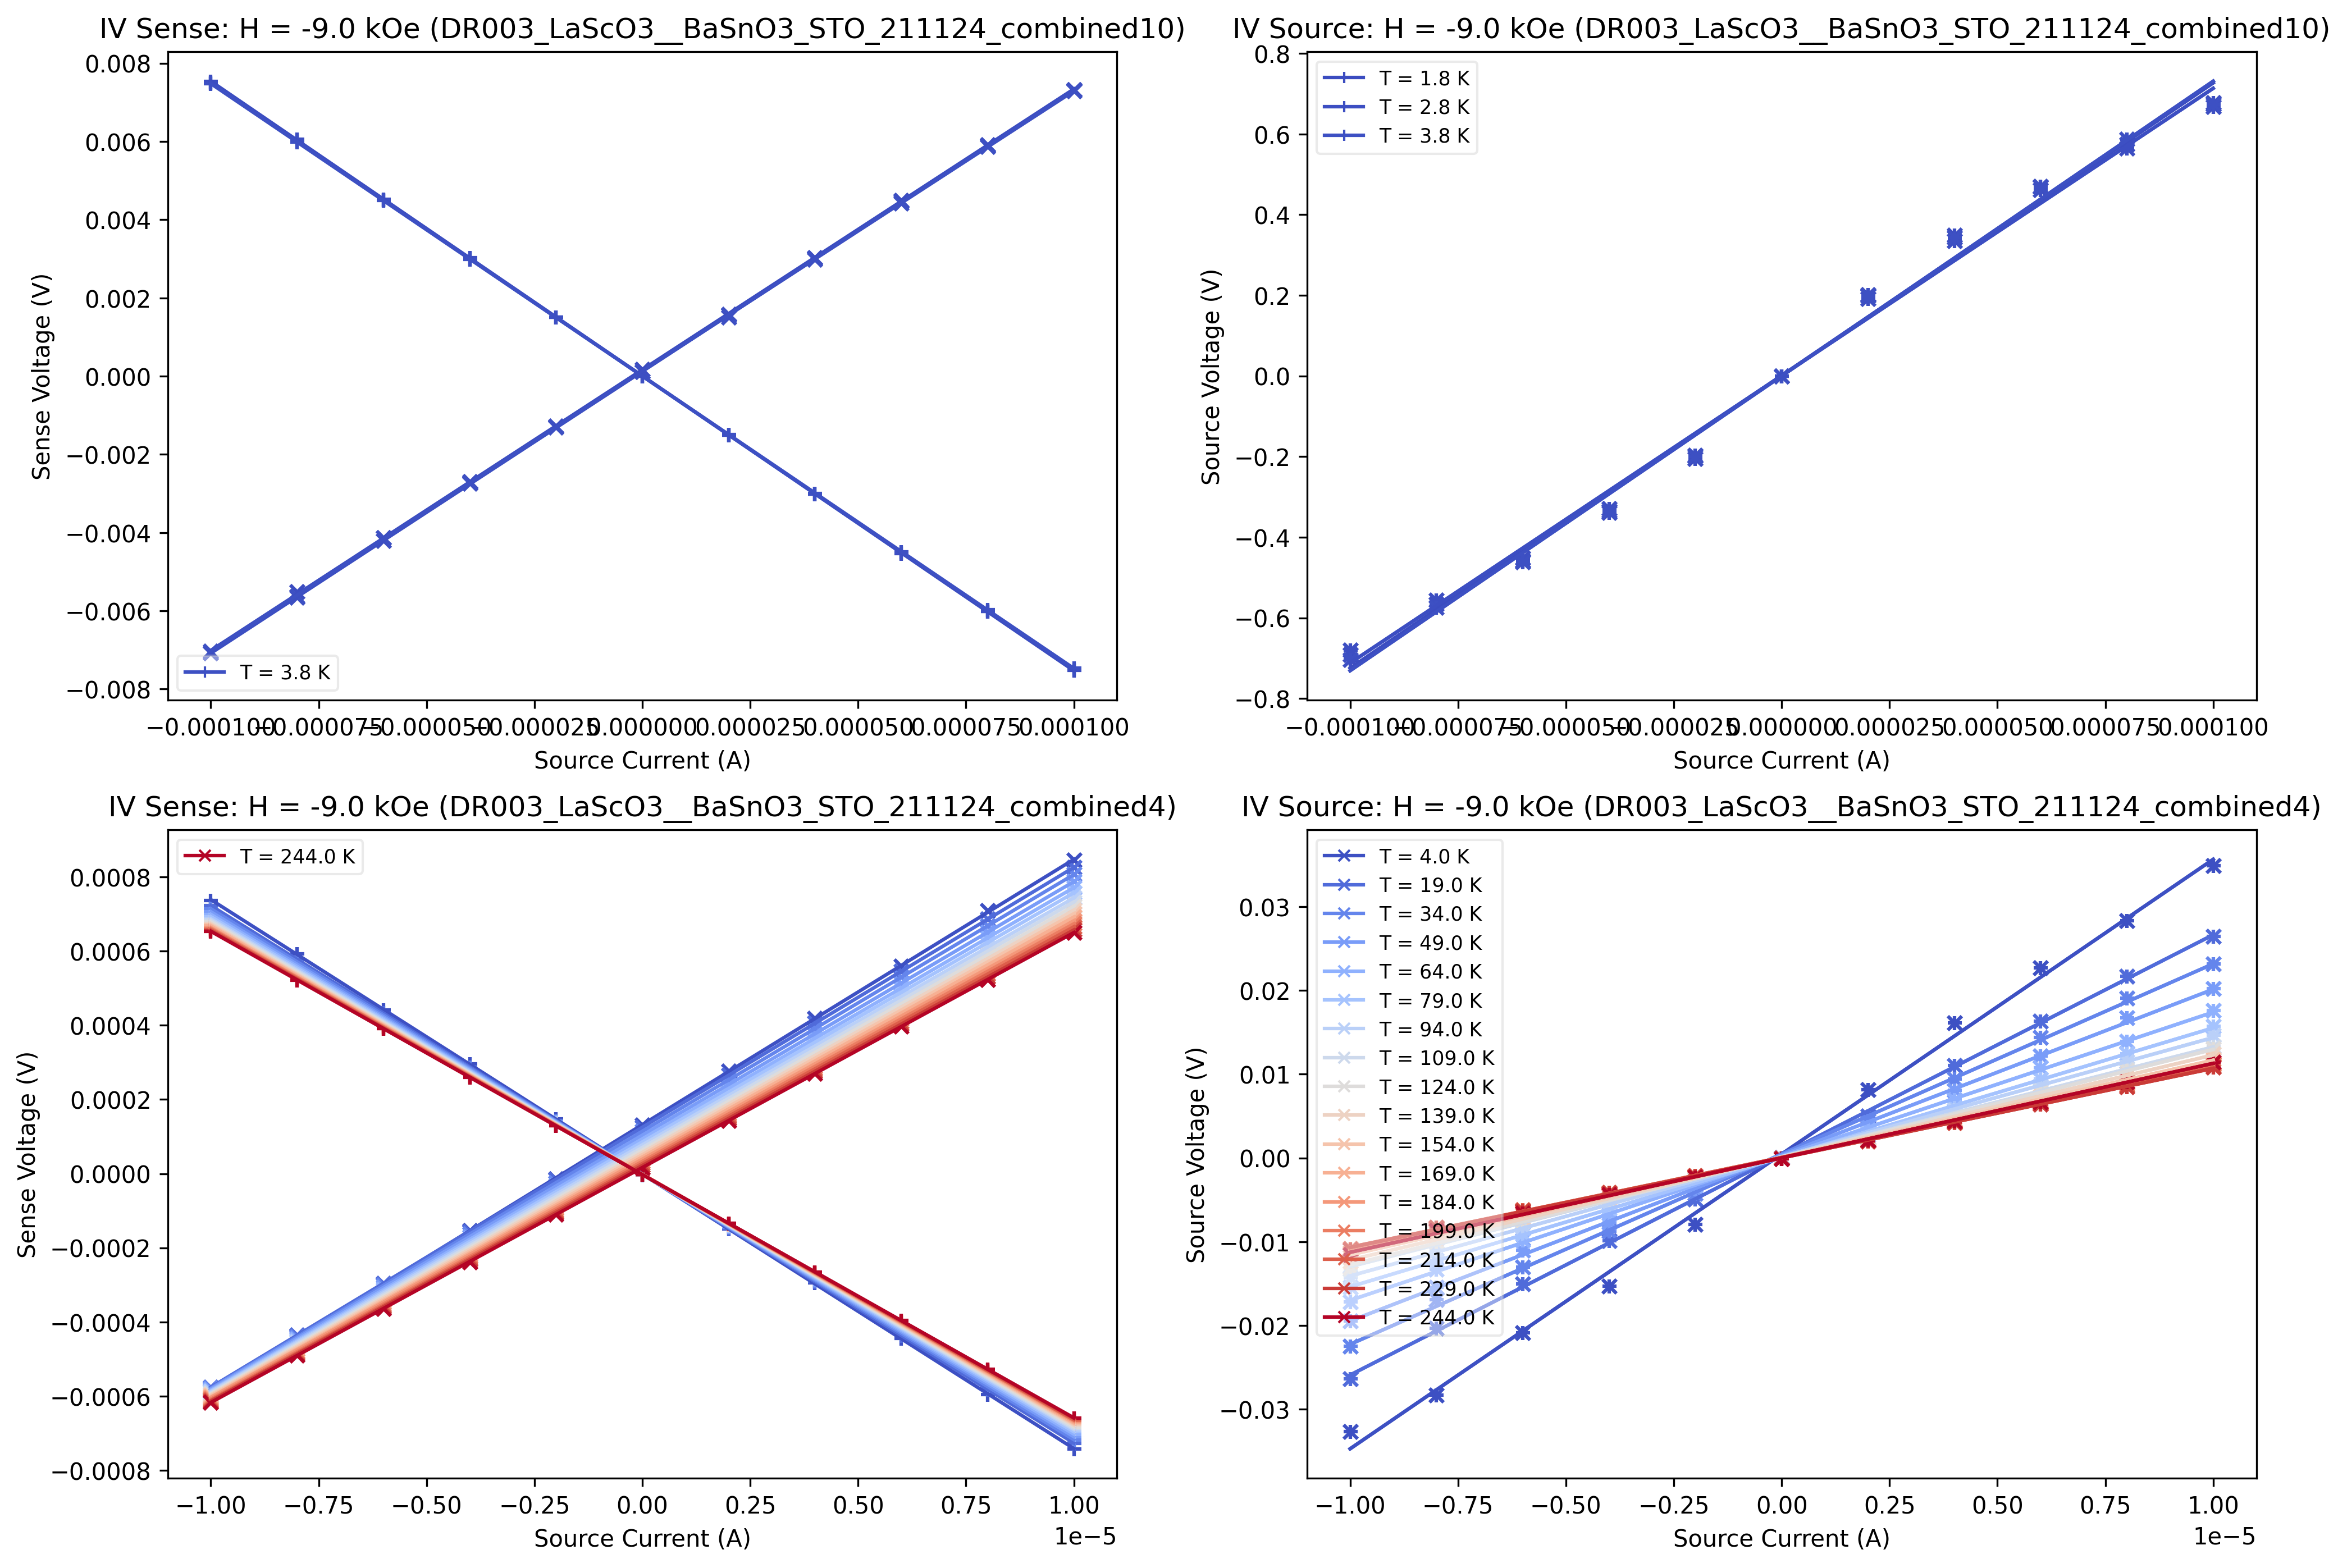 IV Sense: H = -9.0 kOe (DR003_LaScO3__BaSnO3_STO_211124_combined10)
0.008
0.006
0.004
0.002
0.000
−0.002
−0.004
−0.006
−0.008
Sense Voltage (V)
T = 3.8 K
−0.000100
−0.000075
−0.000050
−0.000025
0.000000
0.000025
0.000050
0.000075
0.000100
Source Current (A)
IV Source: H = -9.0 kOe (DR003_LaScO3__BaSnO3_STO_211124_combined10)
0.8
0.6
0.4
0.2
0.0
−0.2
−0.4
−0.6
−0.8
Source Voltage (V)
T = 1.8 K
T = 2.8 K
T = 3.8 K
−0.000100
−0.000075
−0.000050
−0.000025
0.000000
0.000025
0.000050
0.000075
0.000100
Source Current (A)
IV Sense: H = -9.0 kOe (DR003_LaScO3__BaSnO3_STO_211124_combined4)
0.0008
0.0006
0.0004
0.0002
0.0000
−0.0002
−0.0004
−0.0006
−0.0008
Sense Voltage (V)
T = 244.0 K
−1.00
−0.75
−0.50
−0.25
0.00
0.25
0.50
0.75
1.00
1e−5
Source Current (A)
IV Source: H = -9.0 kOe (DR003_LaScO3__BaSnO3_STO_211124_combined4)
0.03
0.02
0.01
0.00
−0.01
−0.02
−0.03
Source Voltage (V)
T = 4.0 K
T = 19.0 K
T = 34.0 K
T = 49.0 K
T = 64.0 K
T = 79.0 K
T = 94.0 K
T = 109.0 K
T = 124.0 K
T = 139.0 K
T = 154.0 K
T = 169.0 K
T = 184.0 K
T = 199.0 K
T = 214.0 K
T = 229.0 K
T = 244.0 K
−1.00
−0.75
−0.50
−0.25
0.00
0.25
0.50
0.75
1.00
1e−5
Source Current (A)